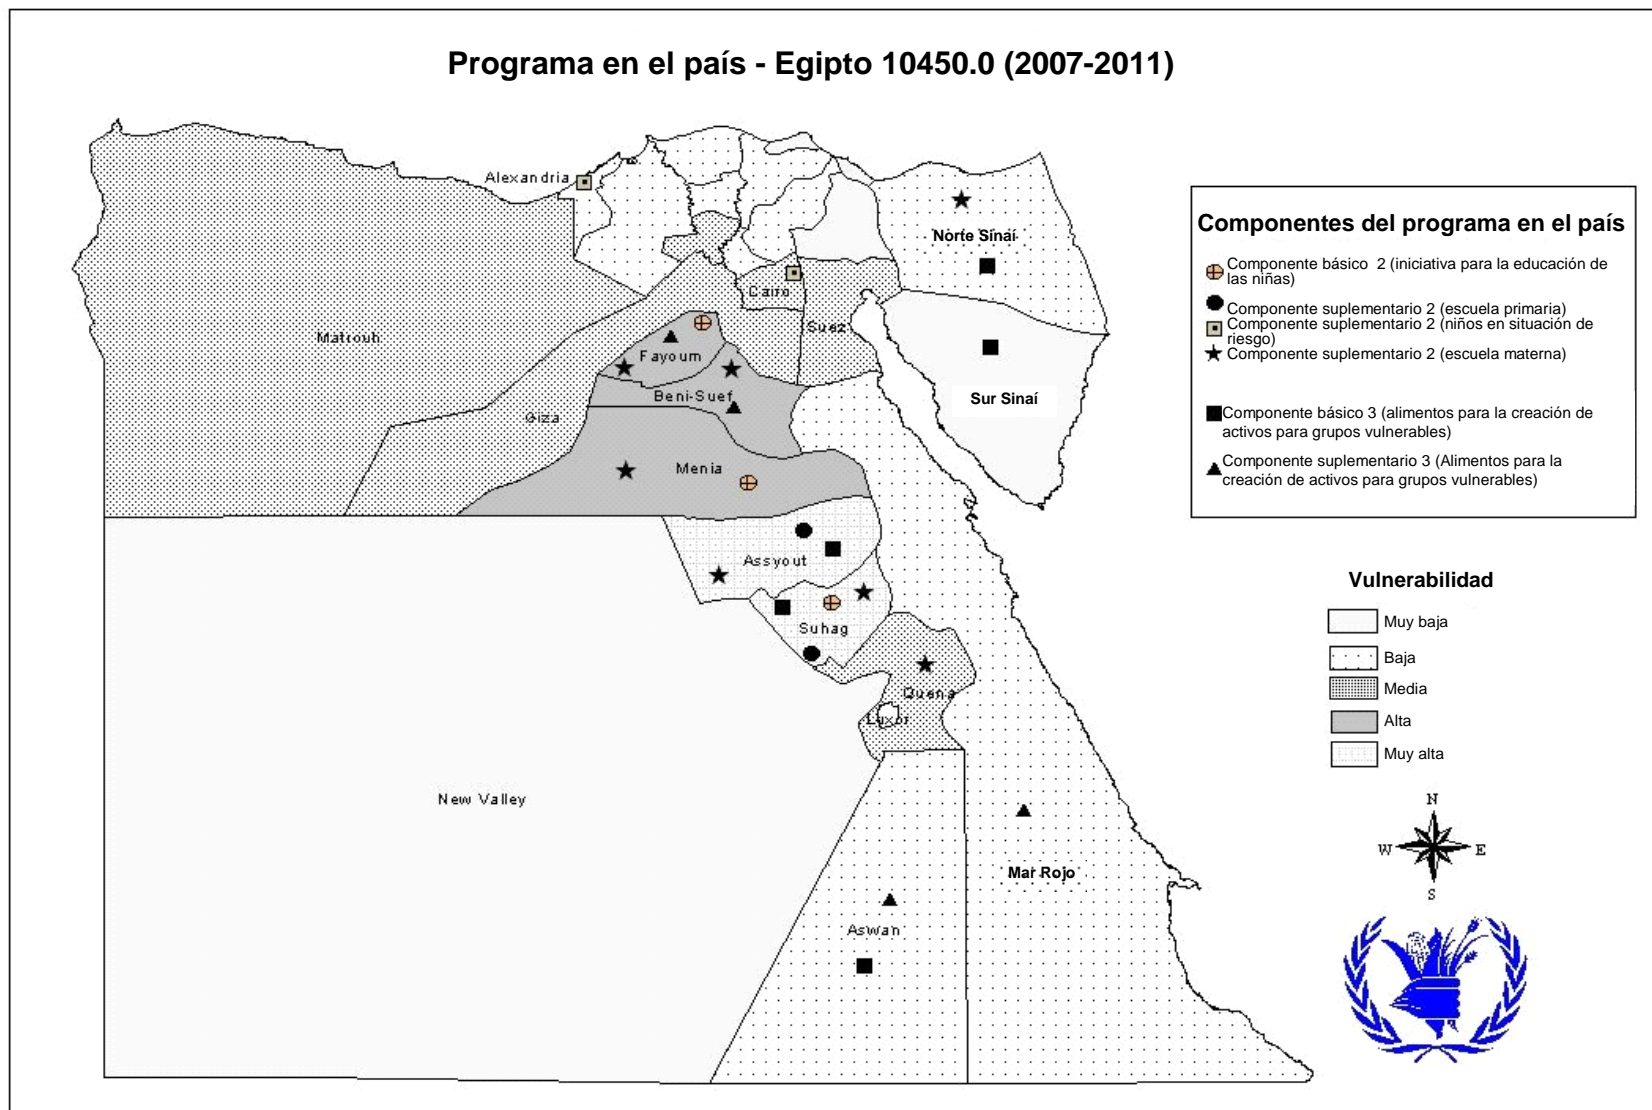 Programa en el país - Egipto 10450.0 (2007-2011)
Alexandria
Norte Sinaí
Cairo
Suez
Matrouh
Fayoum
Beni-Suef
Sur Sinaí
Giza
Menia
Assyout
Suhag
Quena
Luxor
New Valley
Mar Rojo
Aswan
Componentes del programa en el país
Componente básico 2 (iniciativa para la educación de
las niñas)
Componente suplementario 2 (escuela primaria)
Componente suplementario 2 (niños en situación de
riesgo)
Componente suplementario 2 (escuela materna)
Componente básico 3 (alimentos para la creación de
activos para grupos vulnerables)
Componente suplementario 3 (Alimentos para la
creación de activos para grupos vulnerables)
Vulnerabilidad
Muy baja
Baja
Media
Alta
Muy alta
N
W E
S